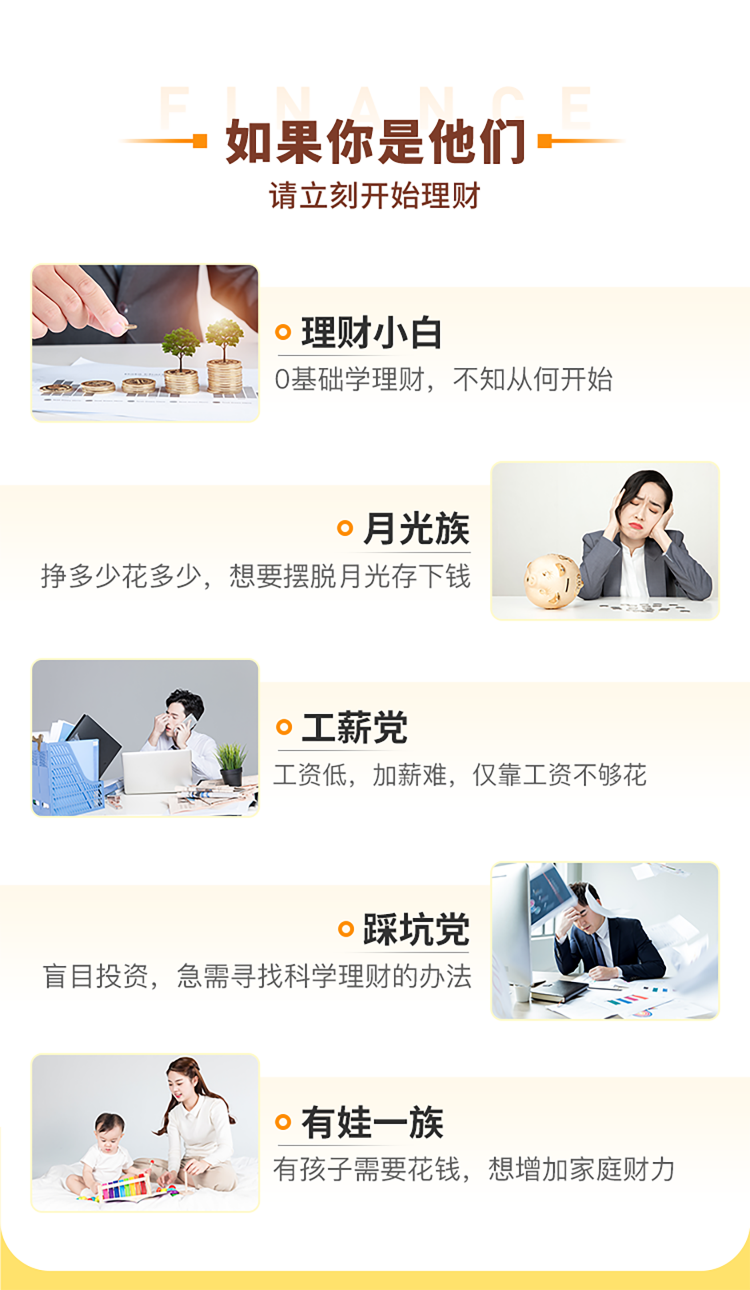 FINANCE
如果你是他们
请立刻开始理财
理财小白
0基础学理财，不知从何开始
月光族
挣多少花多少，想要摆脱月光存下钱
工薪党
工资低，加薪难，仅靠工资不够花
踩坑党
盲目投资，急需寻找科学理财的办法
有娃一族
有孩子需要花钱，想增加家庭财力